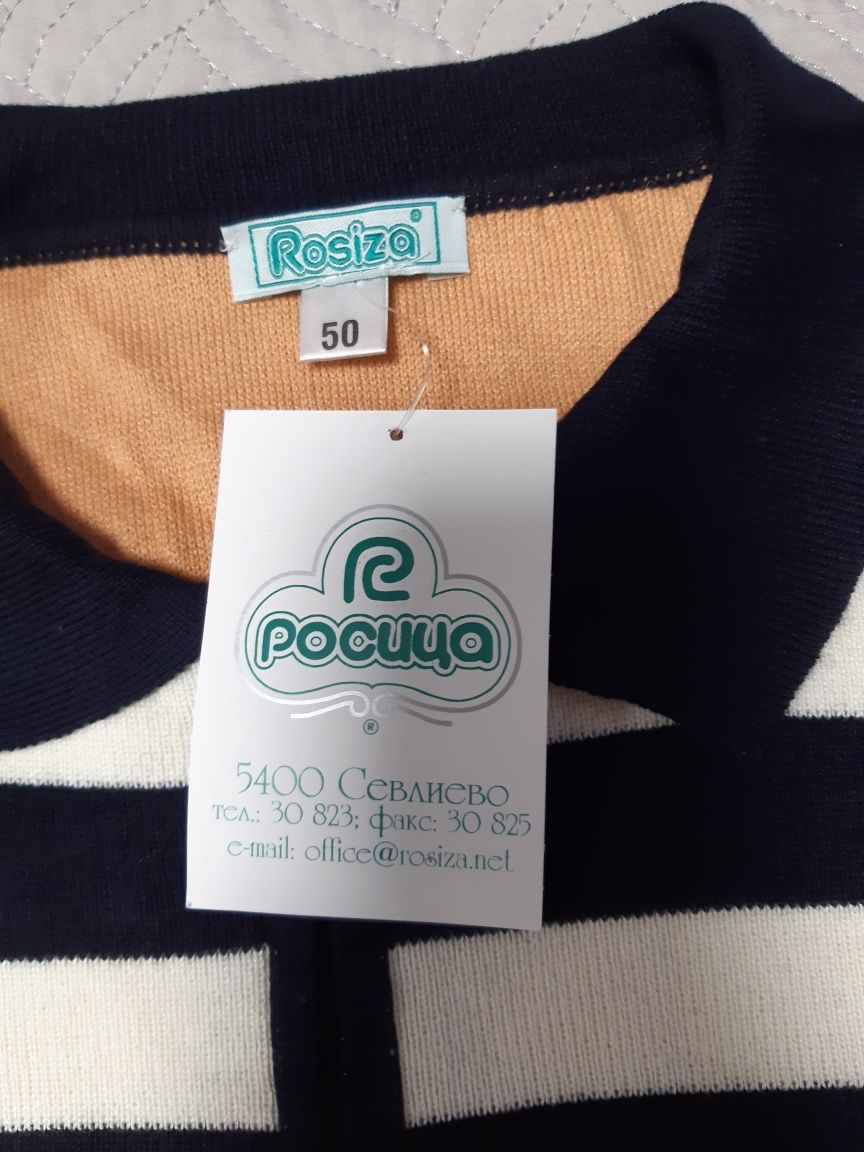 Rosiza®
50
R
Росица
®
5400 Севлиево
тел.: 30 823; факс: 30 825
e-mail: office@rosiza.net